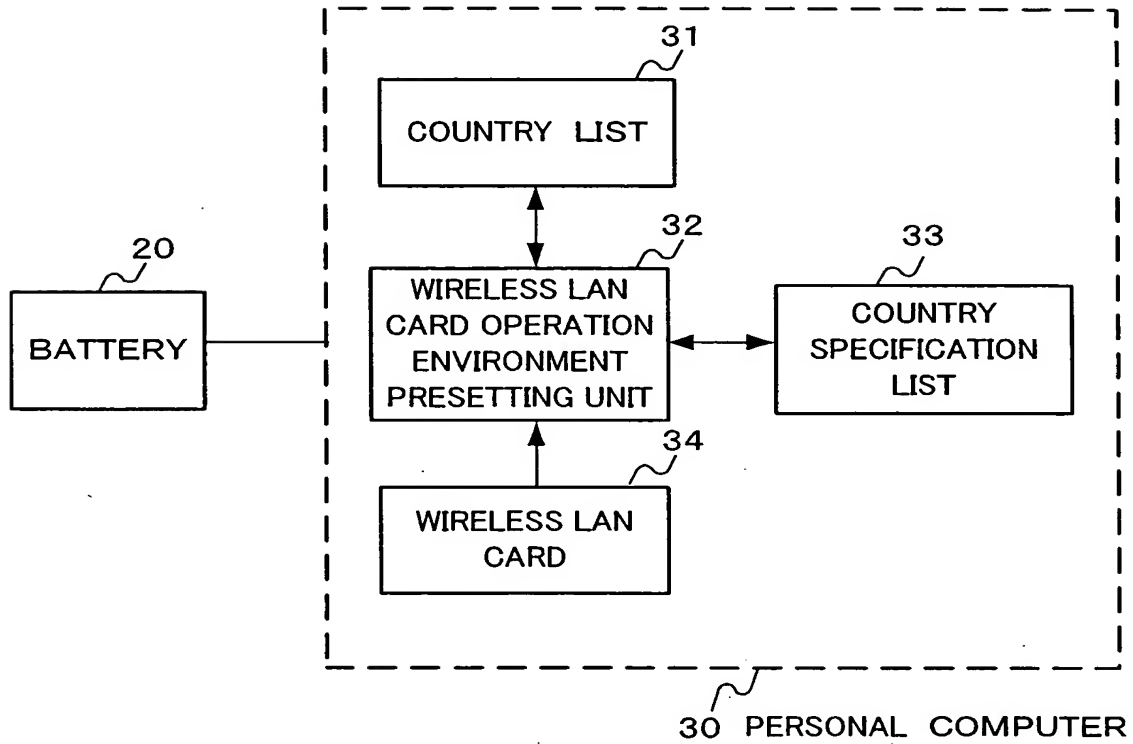 31
COUNTRY LIST
32
WIRELESS LAN
CARD OPERATION
ENVIRONMENT
PRESETTING UNIT
33
COUNTRY
SPECIFICATION
LIST
20
BATTERY
34
WIRELESS LAN
CARD
30 PERSONAL COMPUTER